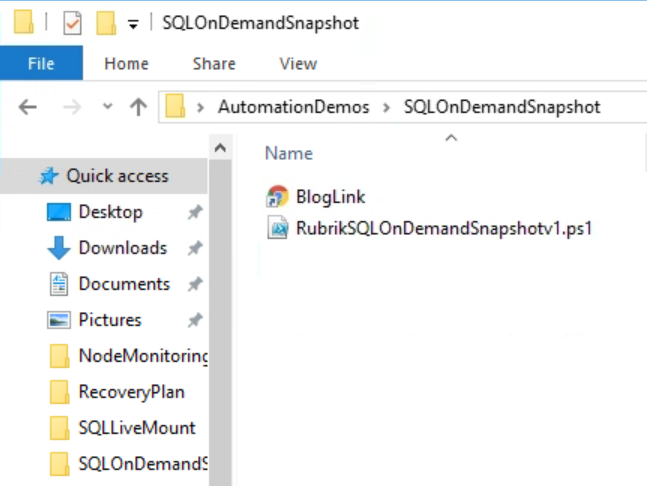 SQLOnDemandSnapshot
File Home Share View
AutomationDemos SQLOnDemandSnapshot
Name
Quick access
Desktop
Downloads
Documents
Pictures
NodeMonitoring
RecoveryPlan
SQLLiveMount
SQLOnDemandS
BlogLink
RubrikSQLOnDemandSnapshotv1.ps1